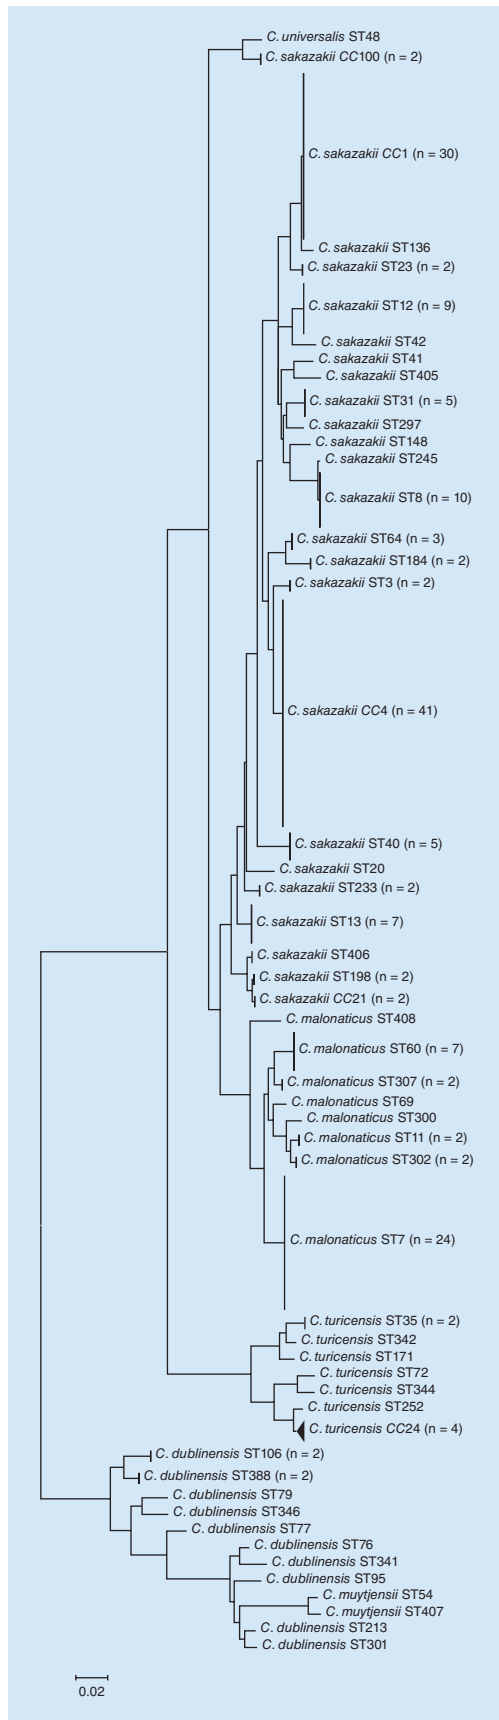 C. universalis ST48
C. sakazakii CC100 (n = 2)
C. sakazakii CC1 (n = 30)
C. sakazakii ST136
C. sakazakii ST23 (n = 2)
C. sakazakii ST12 (n = 9)
C. sakazakii ST42
C. sakazakii ST41
C. sakazakii ST405
C. sakazakii ST31 (n = 5)
C. sakazakii ST297
C. sakazakii ST148
C. sakazakii ST245
C. sakazakii ST8 (n = 10)
C. sakazakii ST64 (n = 3)
C. sakazakii ST184 (n = 2)
C. sakazakii ST3 (n = 2)
C. sakazakii CC4 (n = 41)
C. sakazakii ST40 (n = 5)
C. sakazakii ST20
C. sakazakii ST233 (n = 2)
C. sakazakii ST13 (n = 7)
C. sakazakii ST406
C. sakazakii ST198 (n = 2)
C. sakazakii CC21 (n = 2)
C. malonaticus ST408
C. malonaticus ST60 (n = 7)
C. malonaticus ST307 (n = 2)
C. malonaticus ST69
C. malonaticus ST300
C. malonaticus ST11 (n = 2)
C. malonaticus ST302 (n = 2)
C. malonaticus ST7 (n = 24)
C. turicensis ST35 (n = 2)
C. turicensis ST342
C. turicensis ST171
C. turicensis ST72
C. turicensis ST344
C. turicensis ST252
C. turicensis CC24 (n = 4)
C. dublinensis ST106 (n = 2)
C. dublinensis ST388 (n = 2)
C. dublinensis ST79
C. dublinensis ST346
C. dublinensis ST77
C. dublinensis ST76
C. dublinensis ST341
C. dublinensis ST95
C. muytjensii ST54
C. muytjensii ST407
C. dublinensis ST213
C. dublinensis ST301
0.02